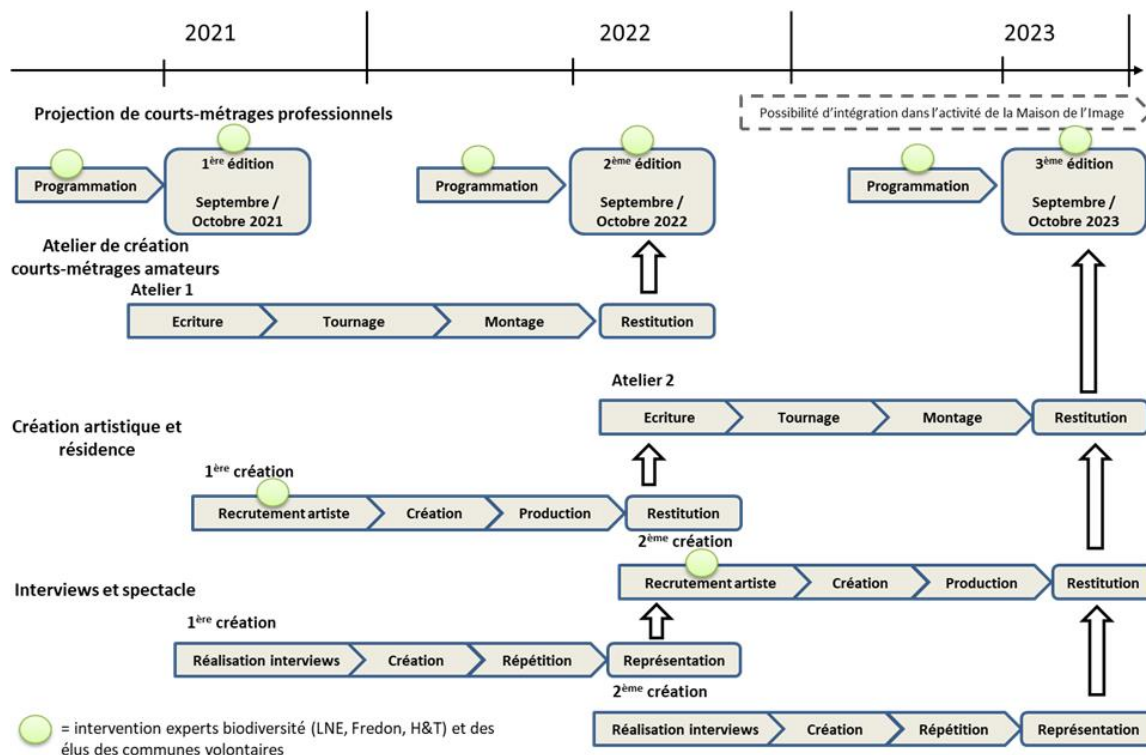 2021
2022
2023
Projection de courts-métrages professionnels
Possibilité d'intégration dans l'activité de la Maison de l'Image
Programmation
1ère édition
Septembre /
Octobre 2021
Programmation
2ème édition
Septembre /
Octobre 2022
Programmation
3ème édition
Septembre /
Octobre 2023
Atelier de création
courts-métrages amateurs
Atelier 1
Ecriture
Tournage
Montage
Restitution
Atelier 2
Ecriture
Tournage
Montage
Restitution
Création artistique et
résidence
1ère création
Recrutement artiste
Création
Production
Restitution
2ème création
Recrutement artiste
Création
Production
Restitution
Interviews et spectacle
1ère création
Réalisation interviews
Création
Répétition
Représentation
2ème création
Réalisation interviews
Création
Répétition
Représentation
= intervention experts biodiversité (LNE, Fredon, H&T) et des
élus des communes volontaires